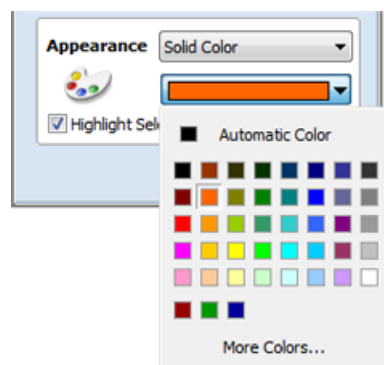 Appearance Solid Color
Highlight Sel
Automatic Color
More Colors...